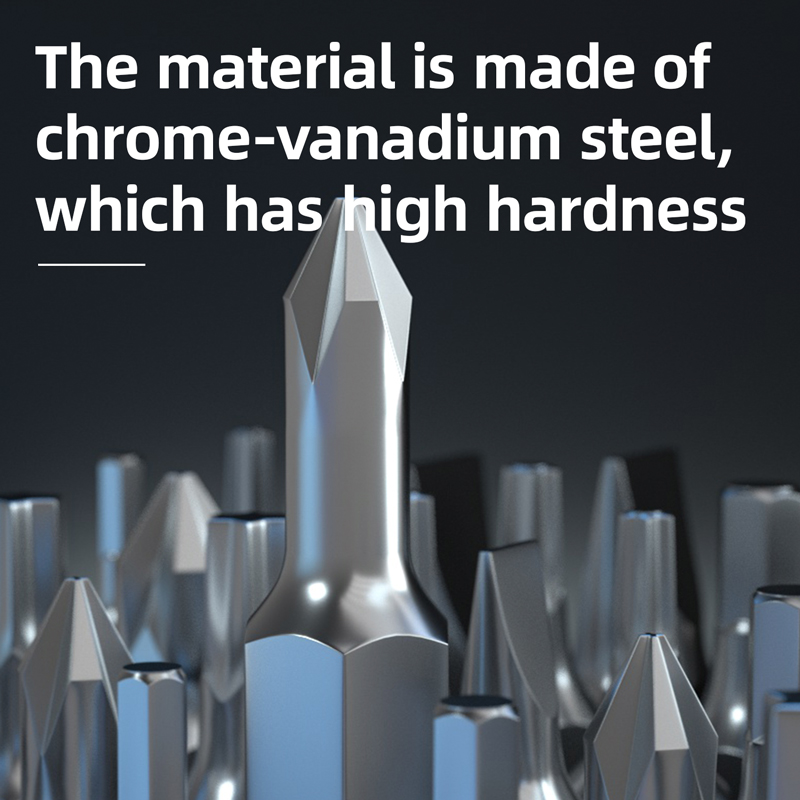 The material is made of
chrome-vanadium steel,
which has high hardness